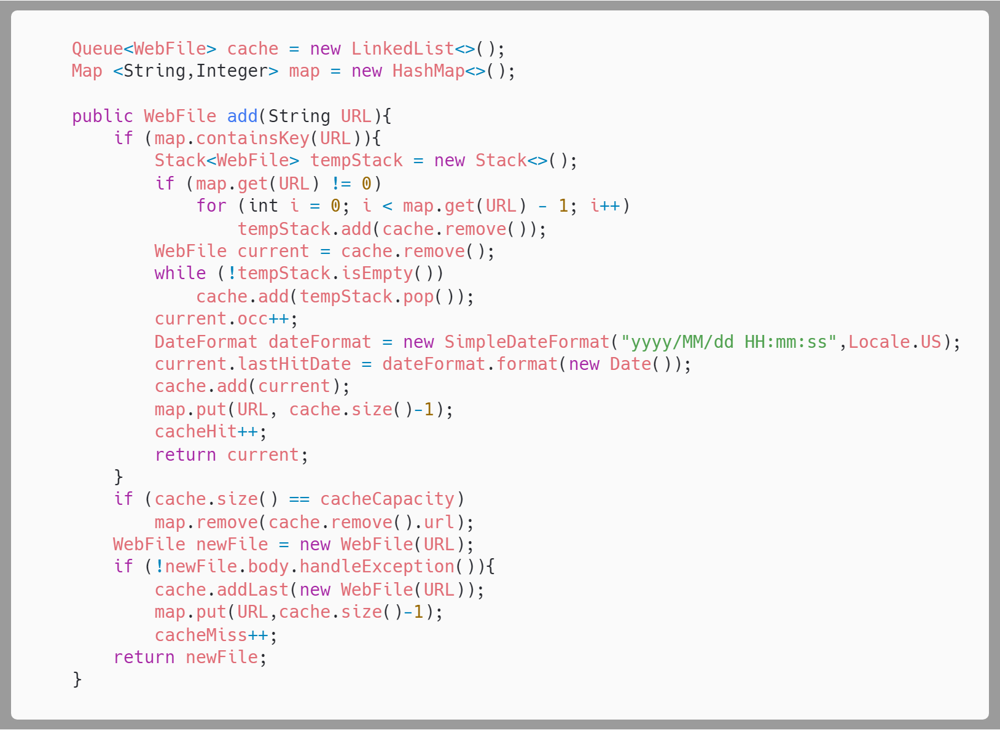 Queue<WebFile> cache = new LinkedList<>();
Map <String,Integer> map = new HashMap<>();

public WebFile add(String URL){
    if (map.containsKey(URL)){
        Stack<WebFile> tempStack = new Stack<>();
        if (map.get(URL) != 0)
            for (int i = 0; i < map.get(URL) - 1; i++)
                tempStack.add(cache.remove());
        WebFile current = cache.remove();
        while (!tempStack.isEmpty())
            cache.add(tempStack.pop());
        current.occ++;
        DateFormat dateFormat = new SimpleDateFormat("yyyy/MM/dd HH:mm:ss",Locale.US);
        current.lastHitDate = dateFormat.format(new Date());
        cache.add(current);
        map.put(URL, cache.size()-1);
        cacheHit++;
        return current;
    }
    if (cache.size() == cacheCapacity)
        map.remove(cache.remove().url);
    WebFile newFile = new WebFile(URL);
    if (!newFile.body.handleException()){
        cache.addLast(new WebFile(URL));
        map.put(URL,cache.size()-1);
        cacheMiss++;
    return newFile;
}